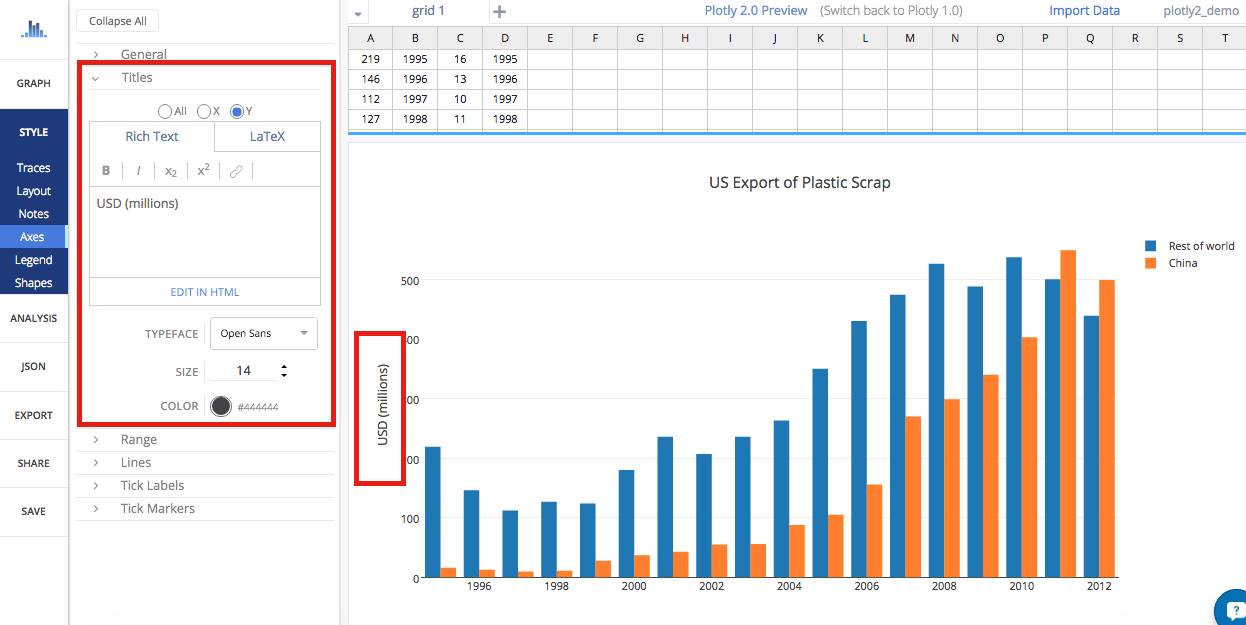 Collapse All
grid 1
Plotly 2.0 Preview (Switch back to Plotly 1.0) Import Data plotly2_demo
A B C D E F G H I J K L M N O P Q R S T
219 1995 16 1995
146 1996 13 1996
112 1997 10 1997
127 1998 11 1998
GRAPH
STYLE
Traces
Layout
Notes
Axes
Legend
Shapes
ANALYSIS
JSON
EXPORT
SHARE
SAVE
General
Titles
All X Y
Rich Text LaTeX
B I x₂ x²
USD (millions)
EDIT IN HTML
TYPEFACE Open Sans
SIZE 14
COLOR #444444
Range
Lines
Tick Labels
Tick Markers
US Export of Plastic Scrap
Rest of world
China
USD (millions)
500
00
00
00
100
0
1996 1998 2000 2002 2004 2006 2008 2010 2012
?